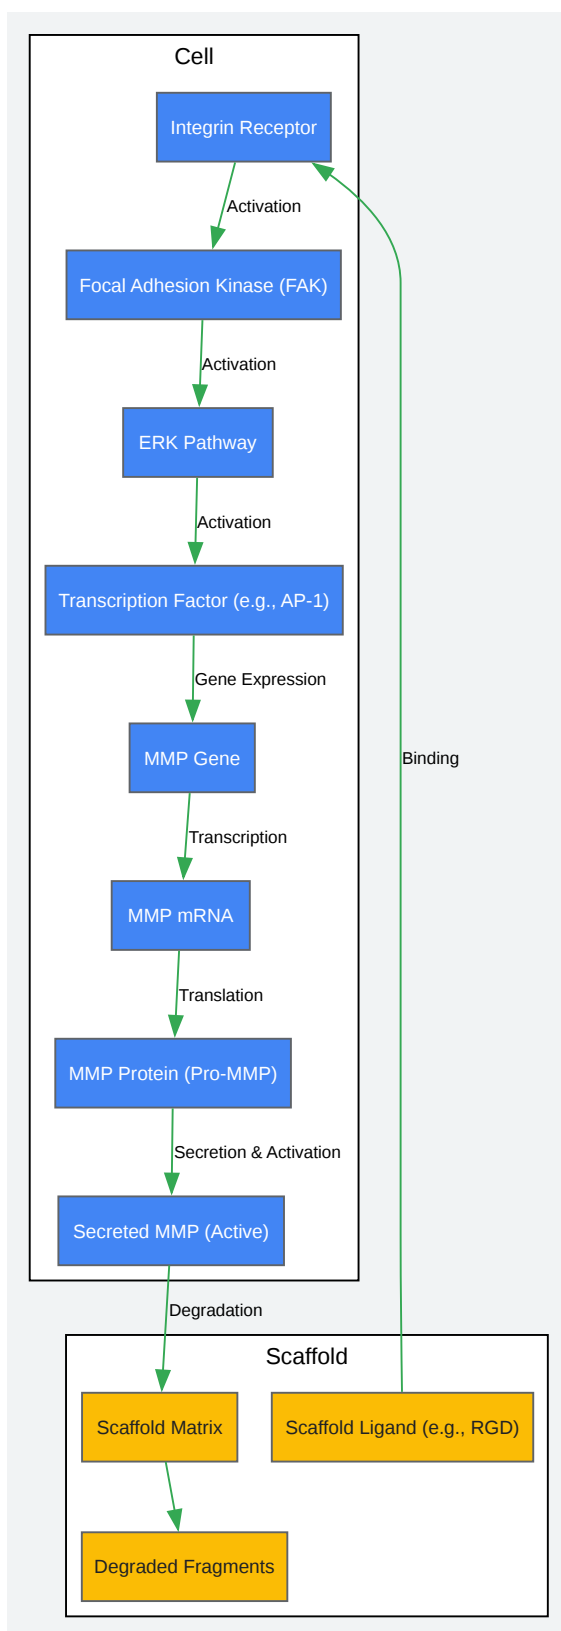 Cell
Integrin Receptor
Activation
Focal Adhesion Kinase (FAK)
Activation
ERK Pathway
Activation
Transcription Factor (e.g., AP-1)
Gene Expression
MMP Gene
Binding
Transcription
MMP mRNA
Translation
MMP Protein (Pro-MMP)
Secretion & Activation
Secreted MMP (Active)
Degradation
Scaffold
Scaffold Matrix
Scaffold Ligand (e.g., RGD)
Degraded Fragments